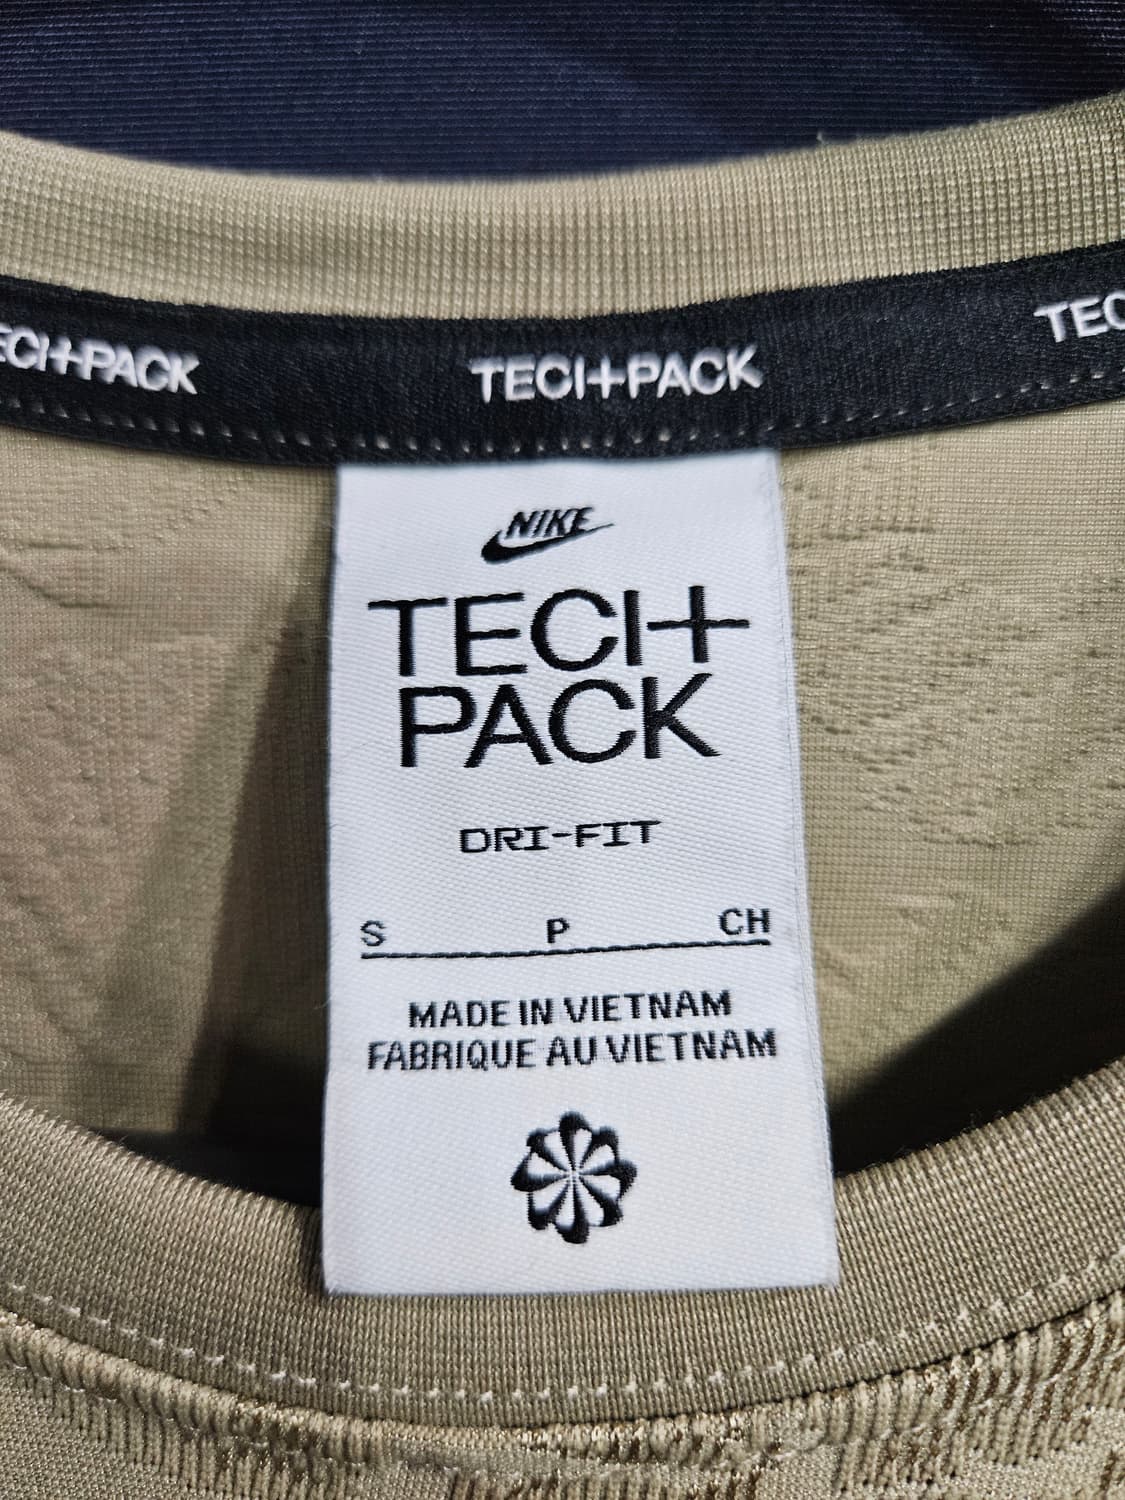 TECH+PACK
TECH+PACK
TEC
NIKE
TECH+
PACK
DRI-FIT
S P CH
MADE IN VIETNAM
FABRIQUE AU VIETNAM